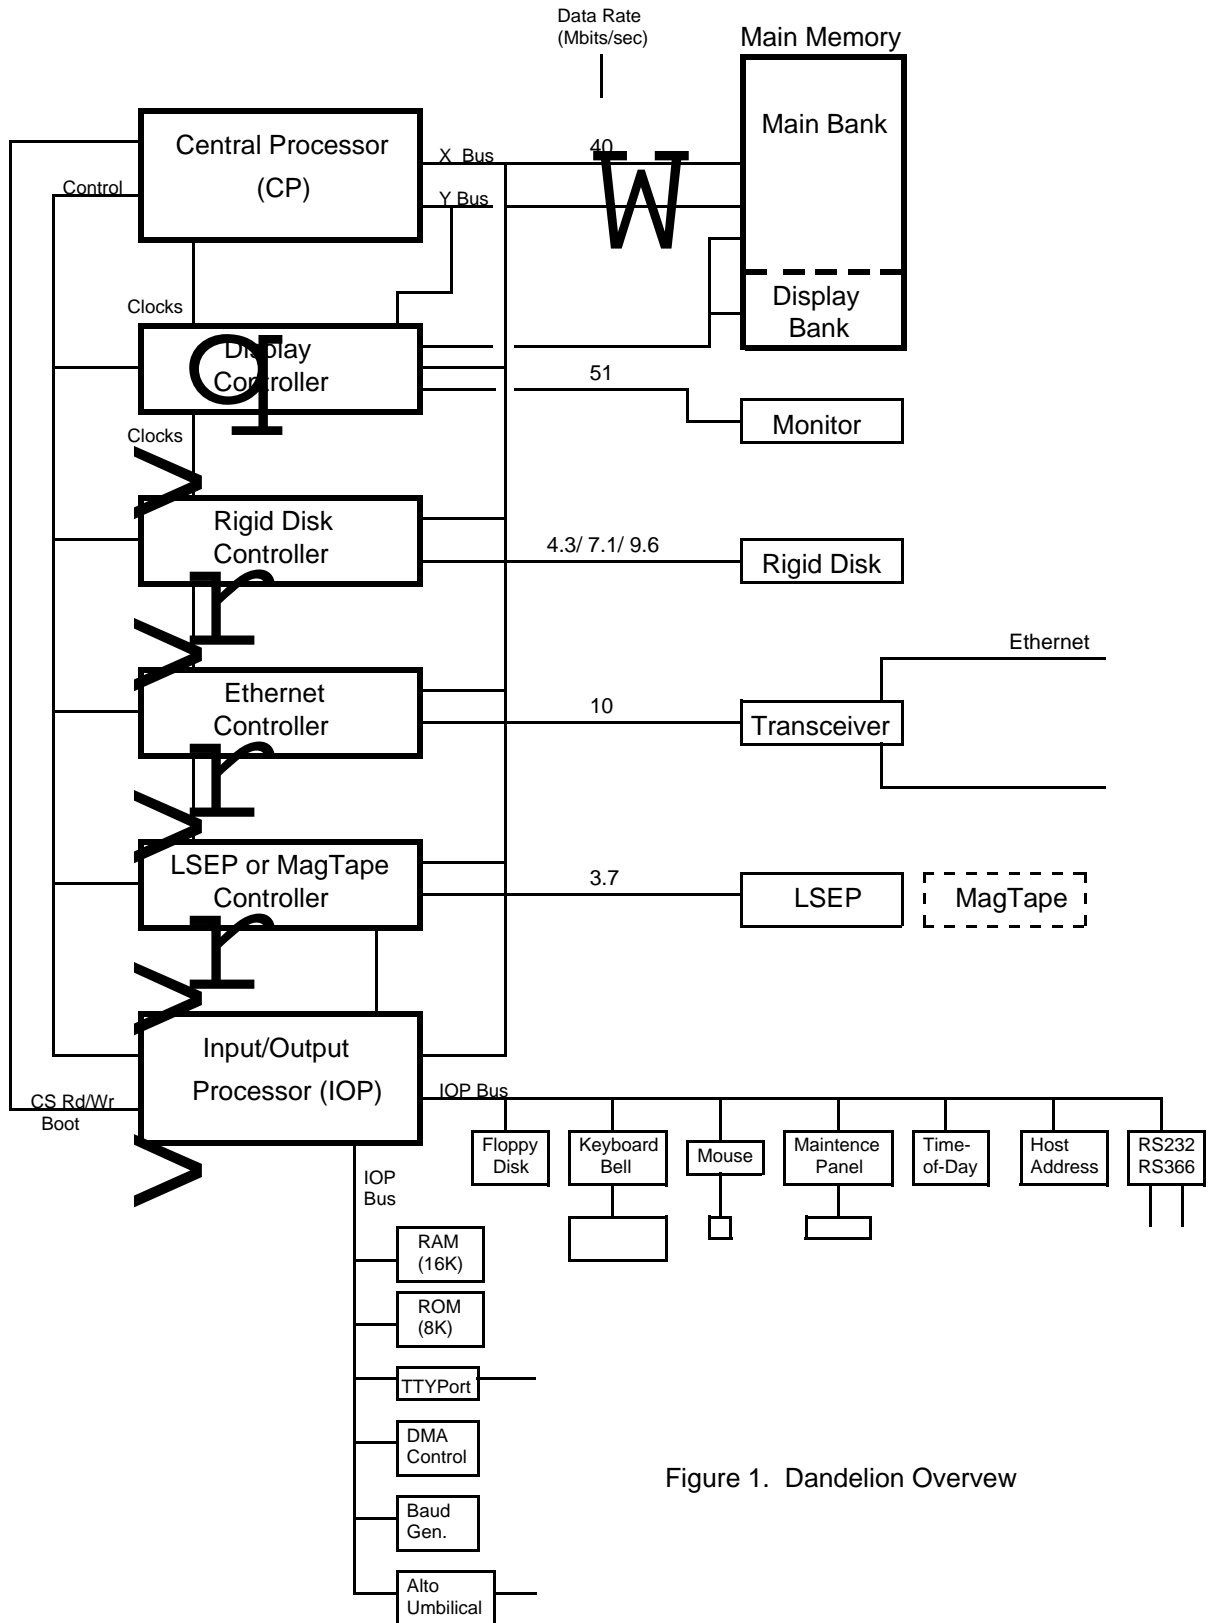 Data Rate
(Mbits/sec)
Main Memory
Main Bank
Central Processor
(CP)
X Bus
40
W
Control
Y Bus
Display
Bank
Clocks
Display
Controller
q
51
Monitor
Clocks
V
Rigid Disk
Controller
4.3/ 7.1/ 9.6
Rigid Disk
r
V
Ethernet
Ethernet
Controller
10
Transceiver
r
V
LSEP or MagTape
Controller
3.7
LSEP
MagTape
r
V
Input/Output
Processor (IOP)
IOP Bus
CS Rd/Wr
Boot
V
Floppy
Disk
Keyboard
Bell
Mouse
Maintence
Panel
Time-
of-Day
Host
Address
RS232
RS366
IOP
Bus
RAM
(16K)
ROM
(8K)
TTYPort
DMA
Control
Baud
Gen.
Alto
Umbilical
Figure 1. Dandelion Overvew